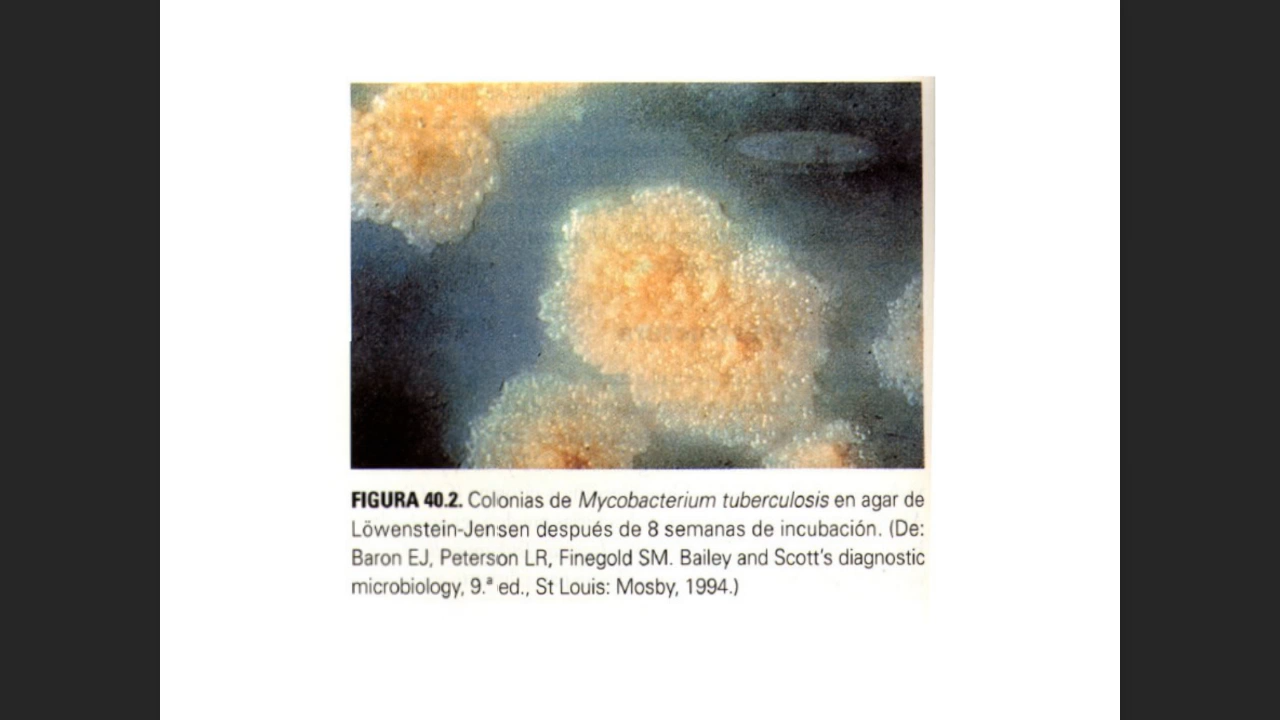 FIGURA 40.2. Colonias de Mycobacterium tuberculosis en agar de
Löwenstein-Jensen después de 8 semanas de incubación. (De:
Baron EJ, Peterson LR, Finegold SM. Bailey and Scott's diagnostic
microbiology, 9.ª ed., St Louis: Mosby, 1994.)